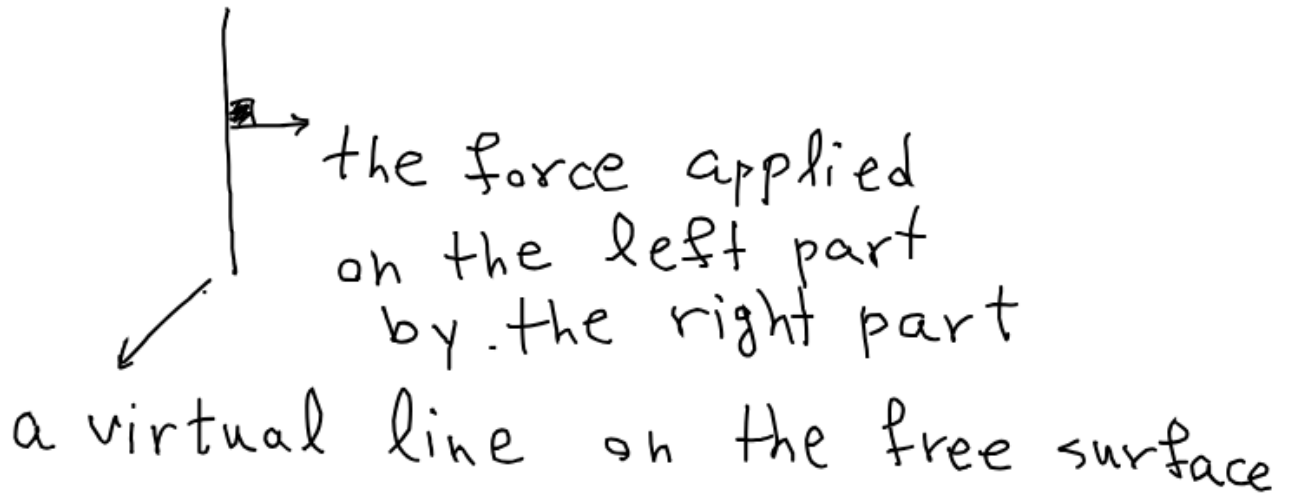 the force applied
on the left part
by the right part
a virtual line on the free surface